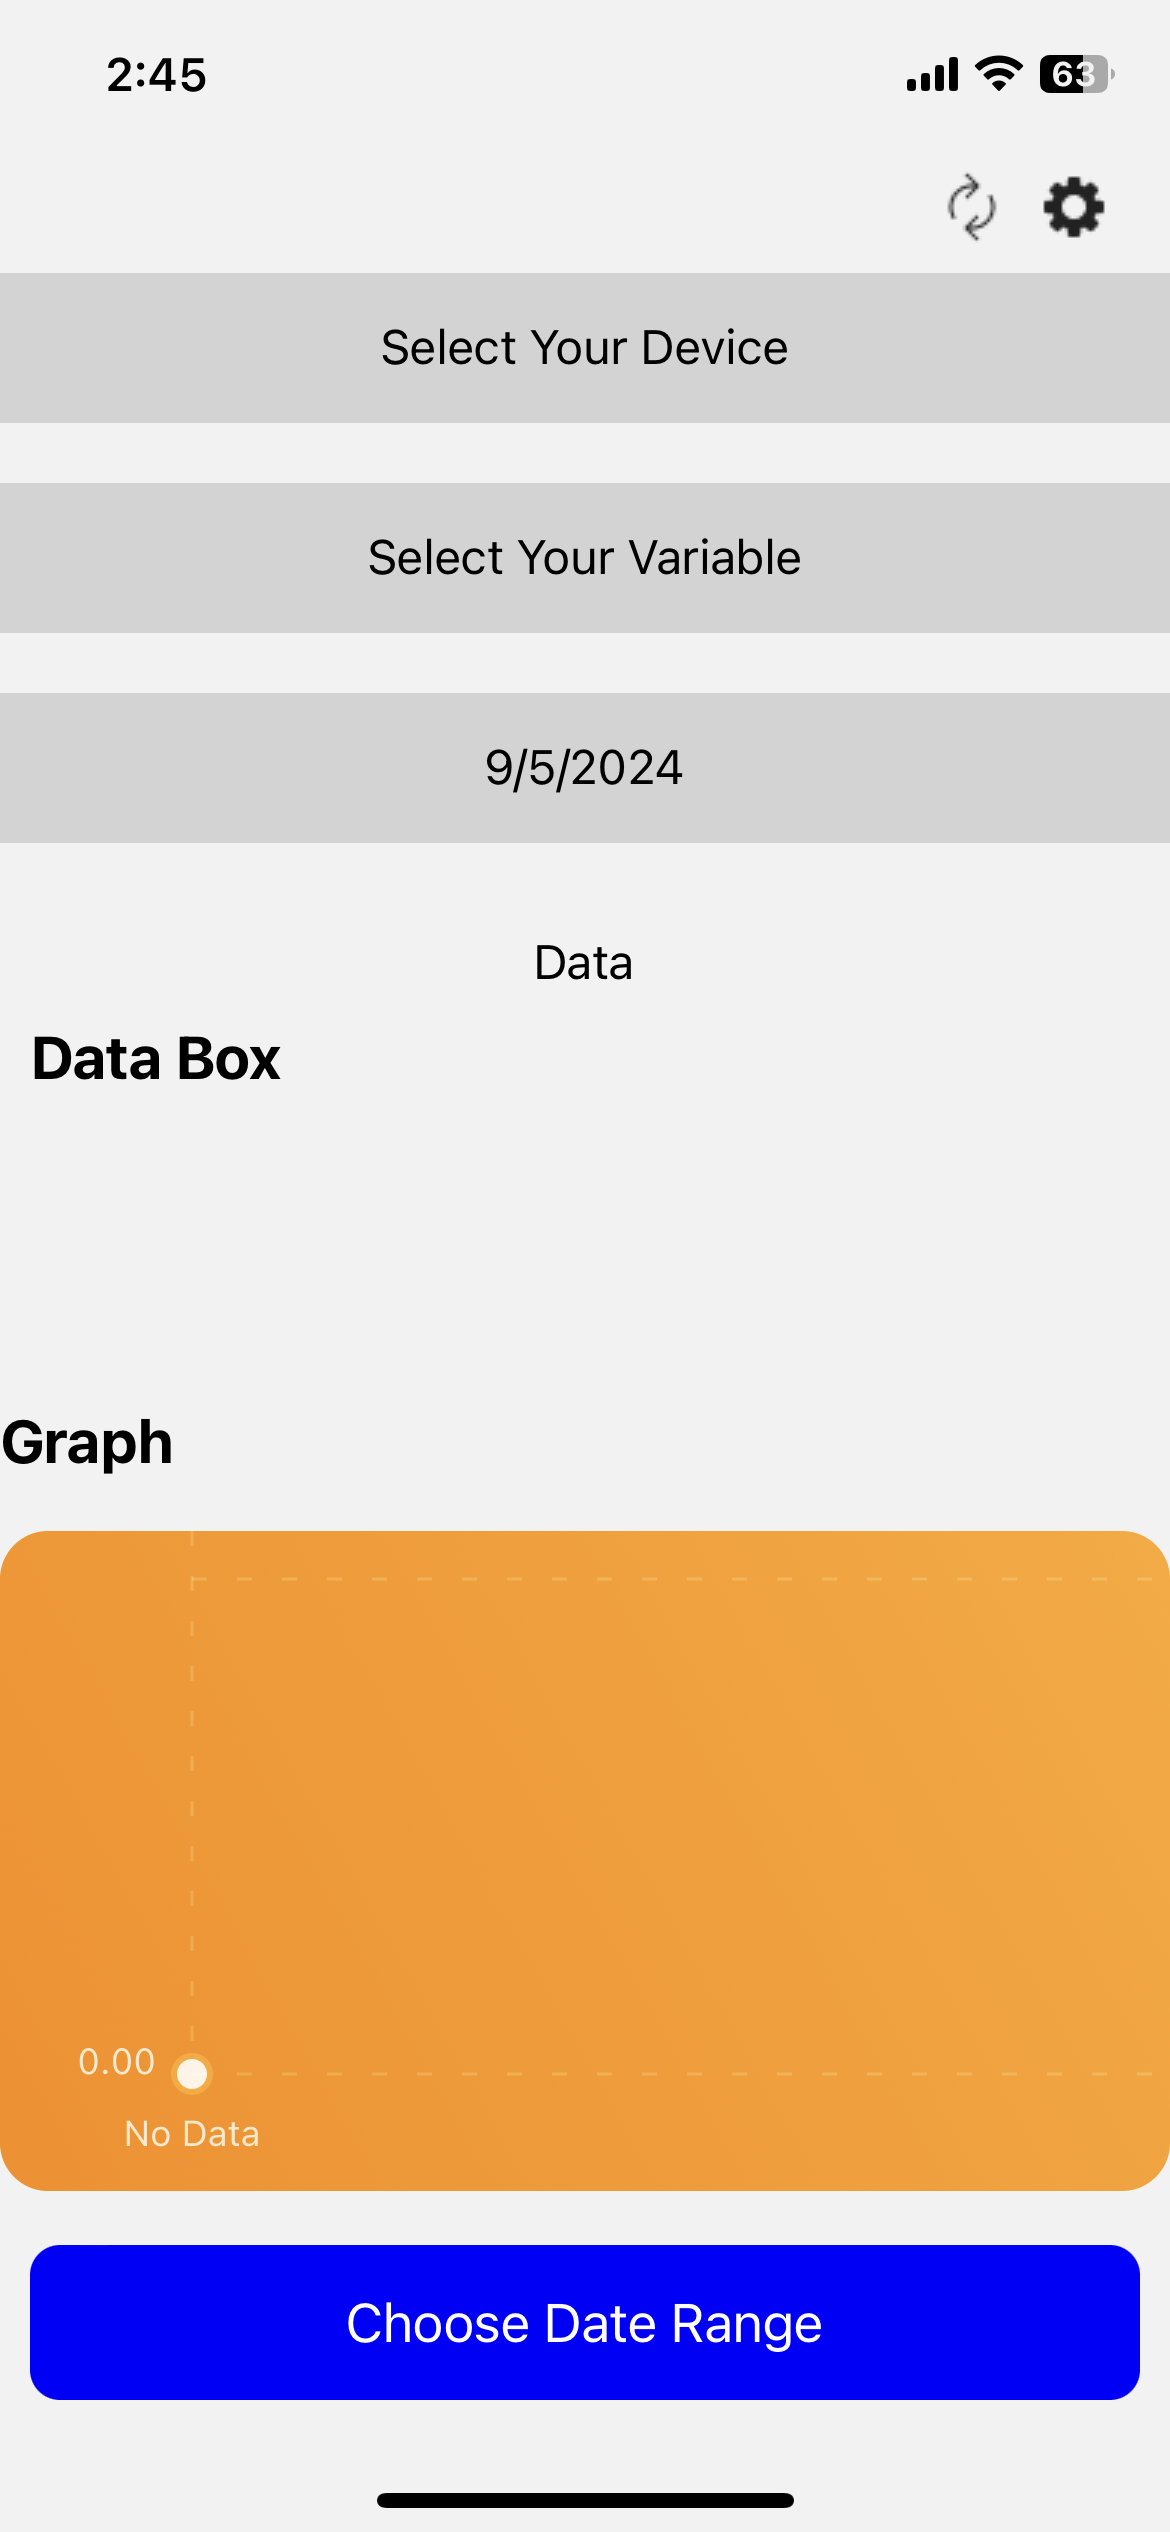 2:45
63
Select Your Device
Select Your Variable
9/5/2024
Data
Data Box
Graph
0.00
No Data
Choose Date Range